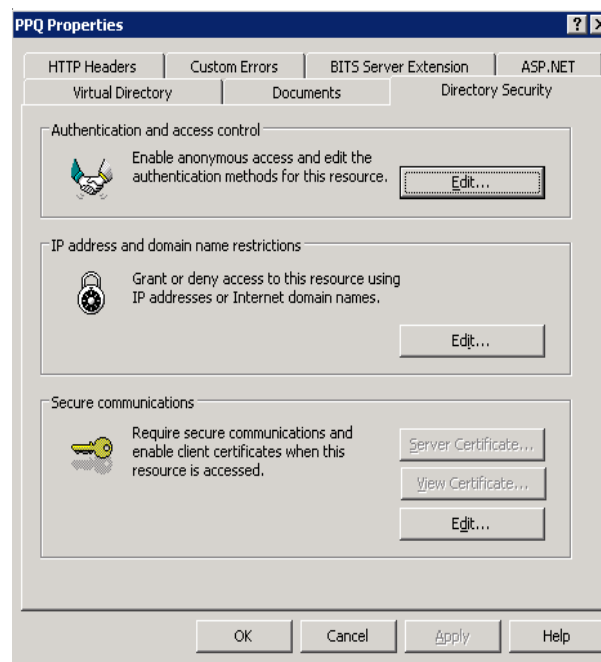 PPQ Properties
HTTP Headers
Custom Errors
BITS Server Extension
ASP.NET
Virtual Directory
Documents
Directory Security
Authentication and access control
Enable anonymous access and edit the
authentication methods for this resource.
Edit...
IP address and domain name restrictions
Grant or deny access to this resource using
IP addresses or Internet domain names.
Edit...
Secure communications
Require secure communications and
enable client certificates when this
resource is accessed.
Server Certificate...
View Certificate...
Edit...
OK
Cancel
Apply
Help